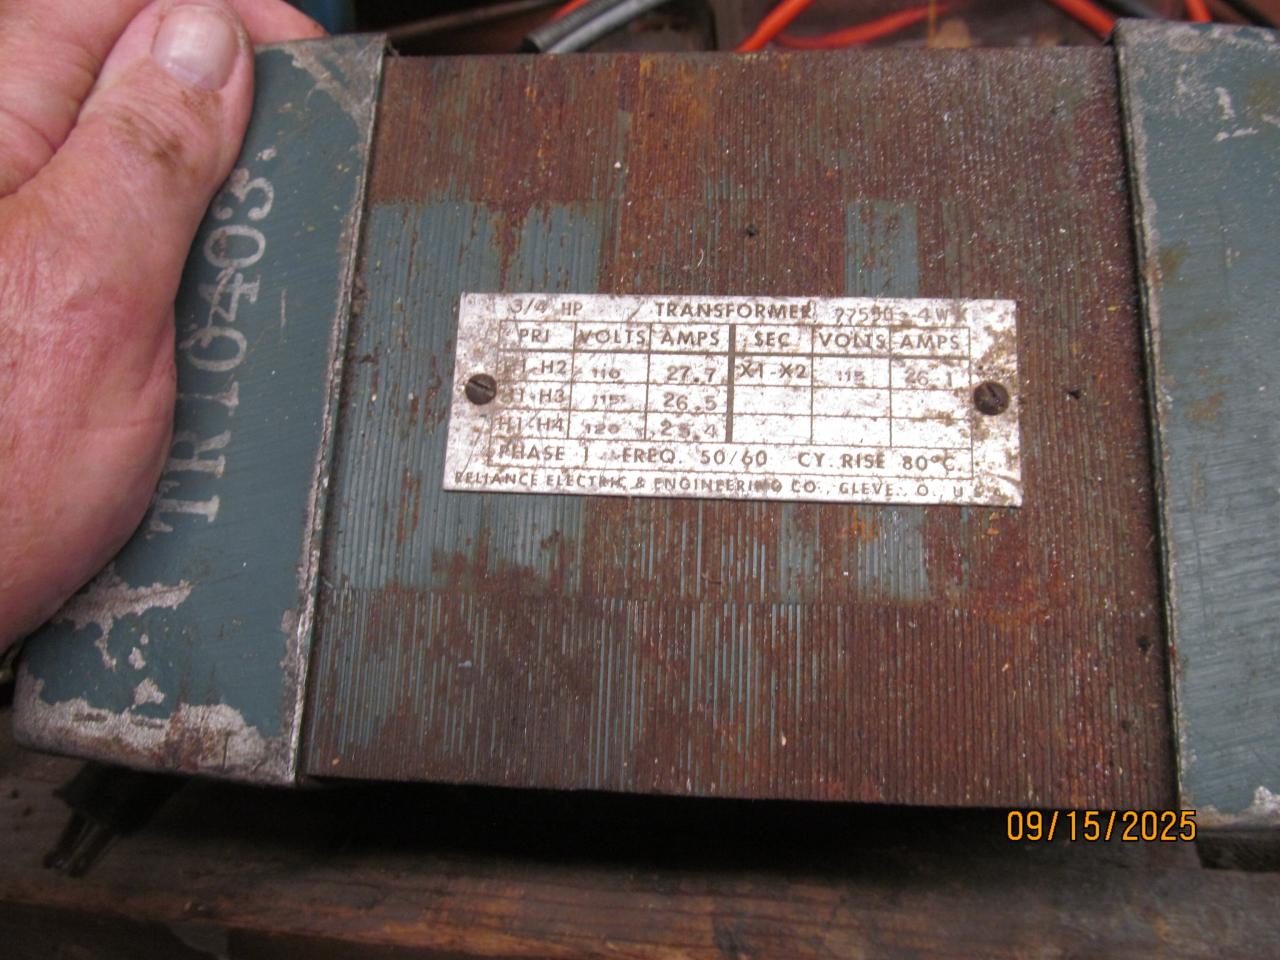 TR10403
3/4 HP TRANSFORMER
PRI VOLTS AMPS SEC VOLTS AMPS
H1-H2 110 27.7 X1-X2 115 26.1
H1-H3 115 26.5
H1-H4 120 25.4
PHASE 1 FREQ. 50/60 CY. RISE 80°C.
RELIANCE ELECTRIC & ENGINEERING CO., CLEVE., O., U.S.A.
09/15/2025